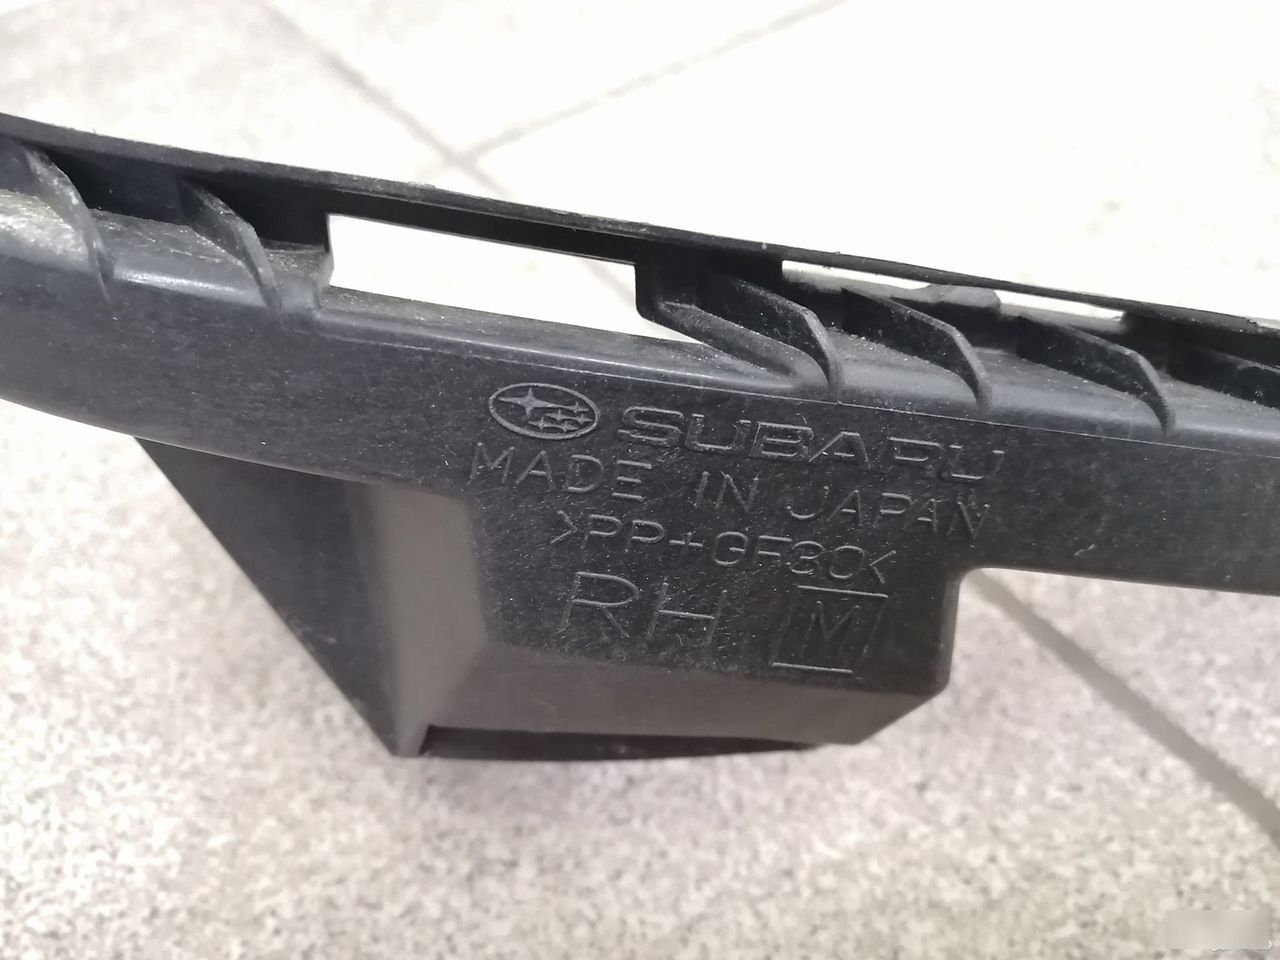 SUBARU
MADE IN JAPAN
>PP+GF30<
RH M